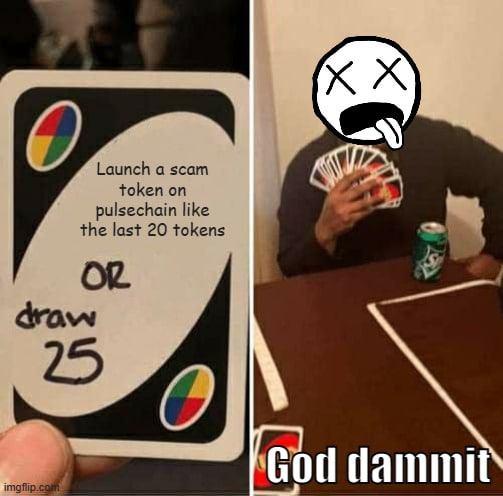 Launch a scam
token on
pulsechain like
the last 20 tokens
OR
draw
25
God dammit
imgflip.com